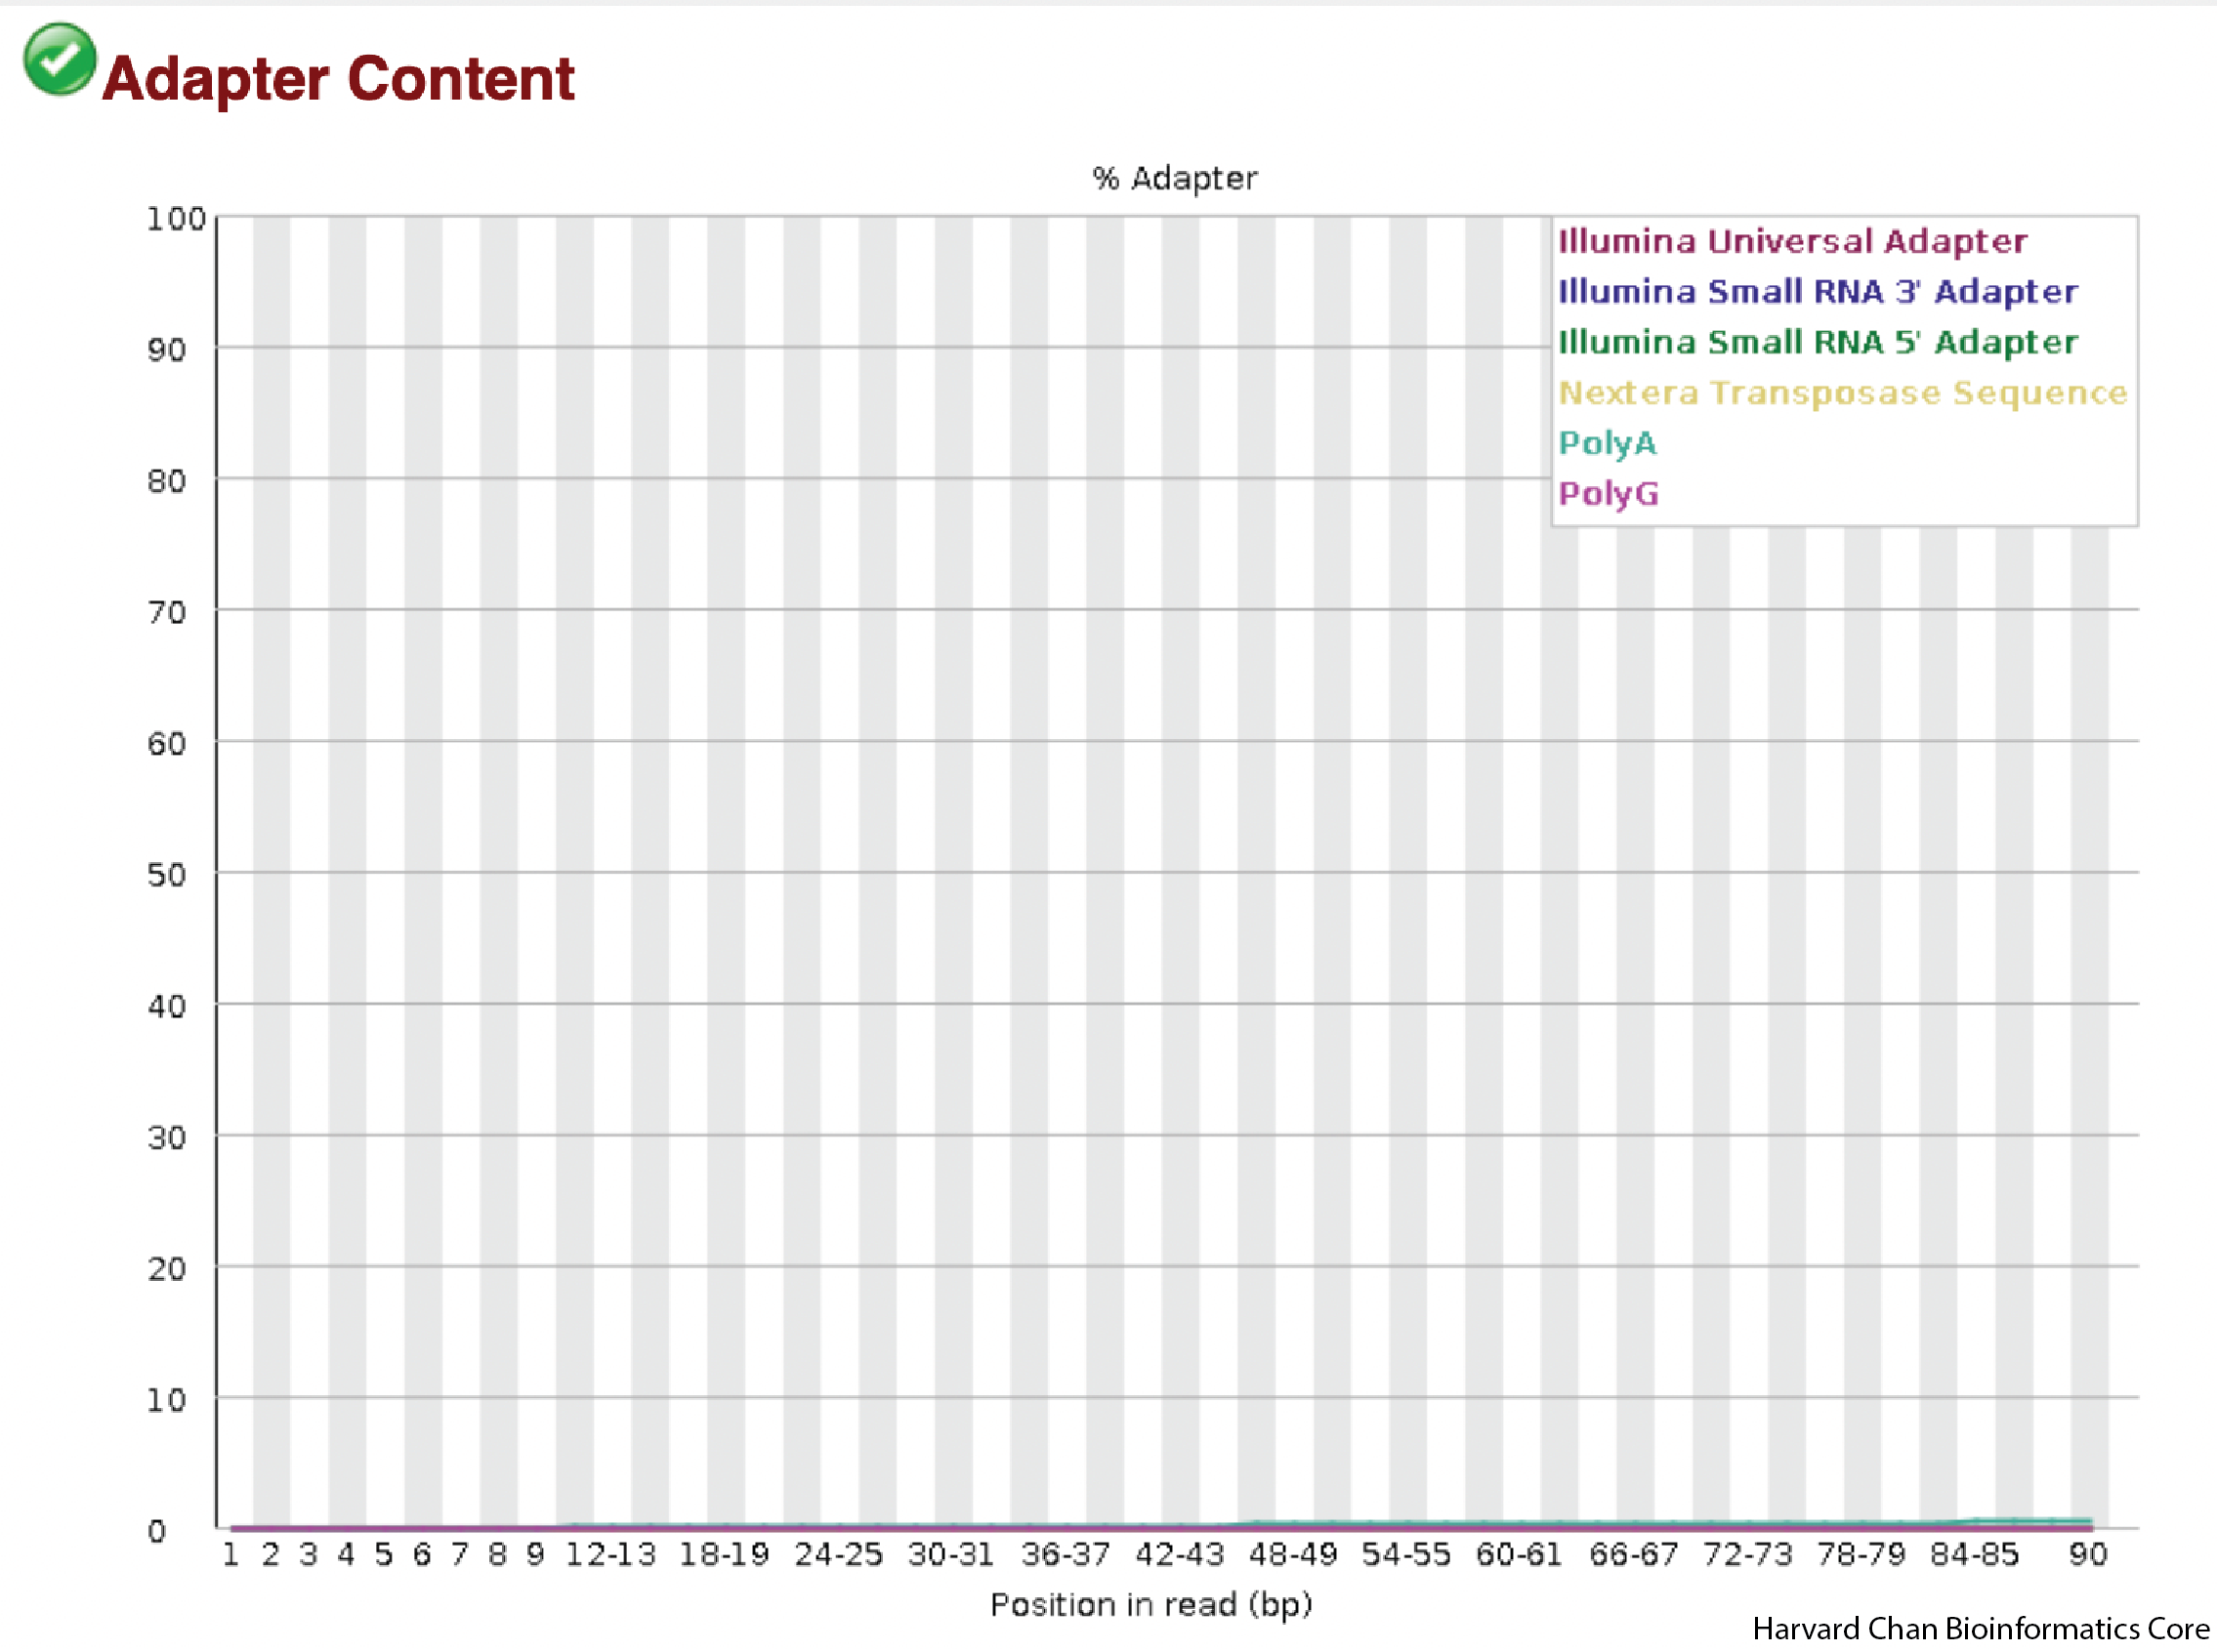 Adapter Content
% Adapter
100
90
80
70
60
50
40
30
20
10
0
Illumina Universal Adapter
Illumina Small RNA 3' Adapter
Illumina Small RNA 5' Adapter
Nextera Transposase Sequence
PolyA
PolyG
1 2 3 4 5 6 7 8 9 12-13 18-19 24-25 30-31 36-37 42-43 48-49 54-55 60-61 66-67 72-73 78-79 84-85 90
Position in read (bp)
Harvard Chan Bioinformatics Core